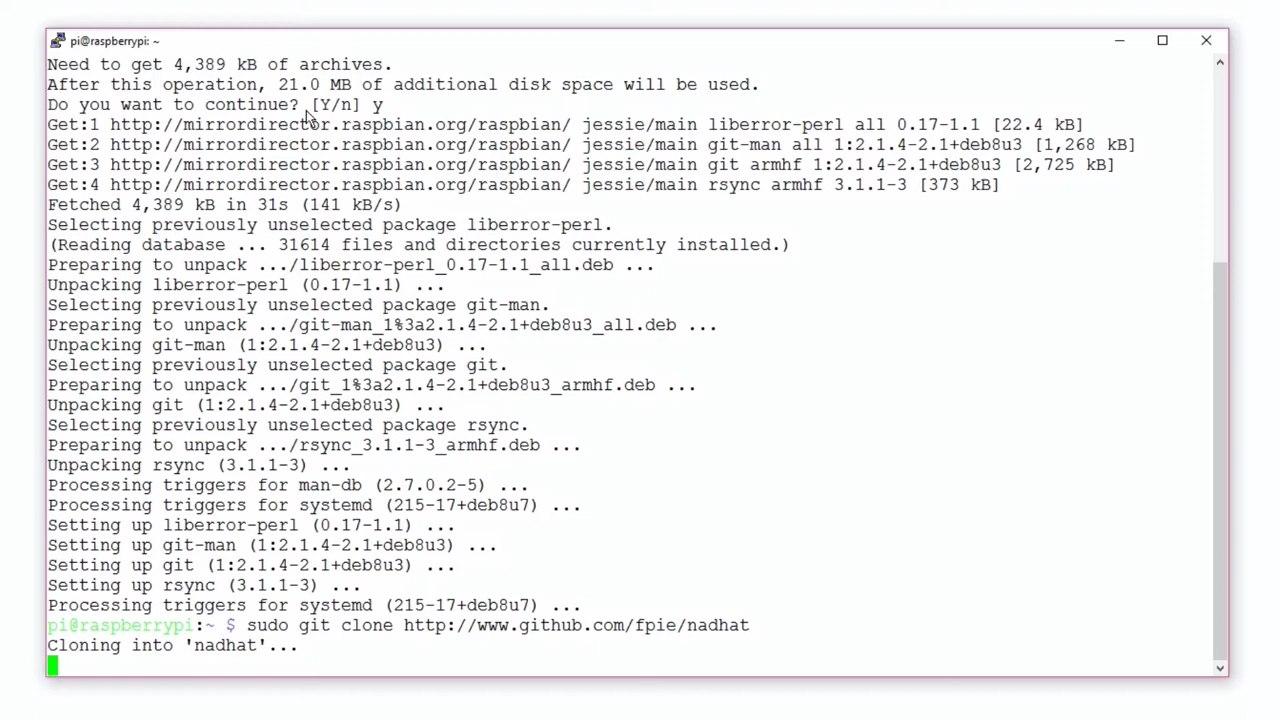 pi@raspberrypi: ~
Need to get 4,389 kB of archives.
After this operation, 21.0 MB of additional disk space will be used.
Do you want to continue? [Y/n] y
Get:1 http://mirrordirector.raspbian.org/raspbian/ jessie/main liberror-perl all 0.17-1.1 [22.4 kB]
Get:2 http://mirrordirector.raspbian.org/raspbian/ jessie/main git-man all 1:2.1.4-2.1+deb8u3 [1,268 kB]
Get:3 http://mirrordirector.raspbian.org/raspbian/ jessie/main git armhf 1:2.1.4-2.1+deb8u3 [2,725 kB]
Get:4 http://mirrordirector.raspbian.org/raspbian/ jessie/main rsync armhf 3.1.1-3 [373 kB]
Fetched 4,389 kB in 31s (141 kB/s)
Selecting previously unselected package liberror-perl.
(Reading database ... 31614 files and directories currently installed.)
Preparing to unpack .../liberror-perl_0.17-1.1_all.deb ...
Unpacking liberror-perl (0.17-1.1) ...
Selecting previously unselected package git-man.
Preparing to unpack .../git-man_1%3a2.1.4-2.1+deb8u3_all.deb ...
Unpacking git-man (1:2.1.4-2.1+deb8u3) ...
Selecting previously unselected package git.
Preparing to unpack .../git_1%3a2.1.4-2.1+deb8u3_armhf.deb ...
Unpacking git (1:2.1.4-2.1+deb8u3) ...
Selecting previously unselected package rsync.
Preparing to unpack .../rsync_3.1.1-3_armhf.deb ...
Unpacking rsync (3.1.1-3) ...
Processing triggers for man-db (2.7.0.2-5) ...
Processing triggers for systemd (215-17+deb8u7) ...
Setting up liberror-perl (0.17-1.1) ...
Setting up git-man (1:2.1.4-2.1+deb8u3) ...
Setting up git (1:2.1.4-2.1+deb8u3) ...
Setting up rsync (3.1.1-3) ...
Processing triggers for systemd (215-17+deb8u7) ...
pi@raspberrypi:~ $ sudo git clone http://www.github.com/fpie/nadhat
Cloning into 'nadhat'...